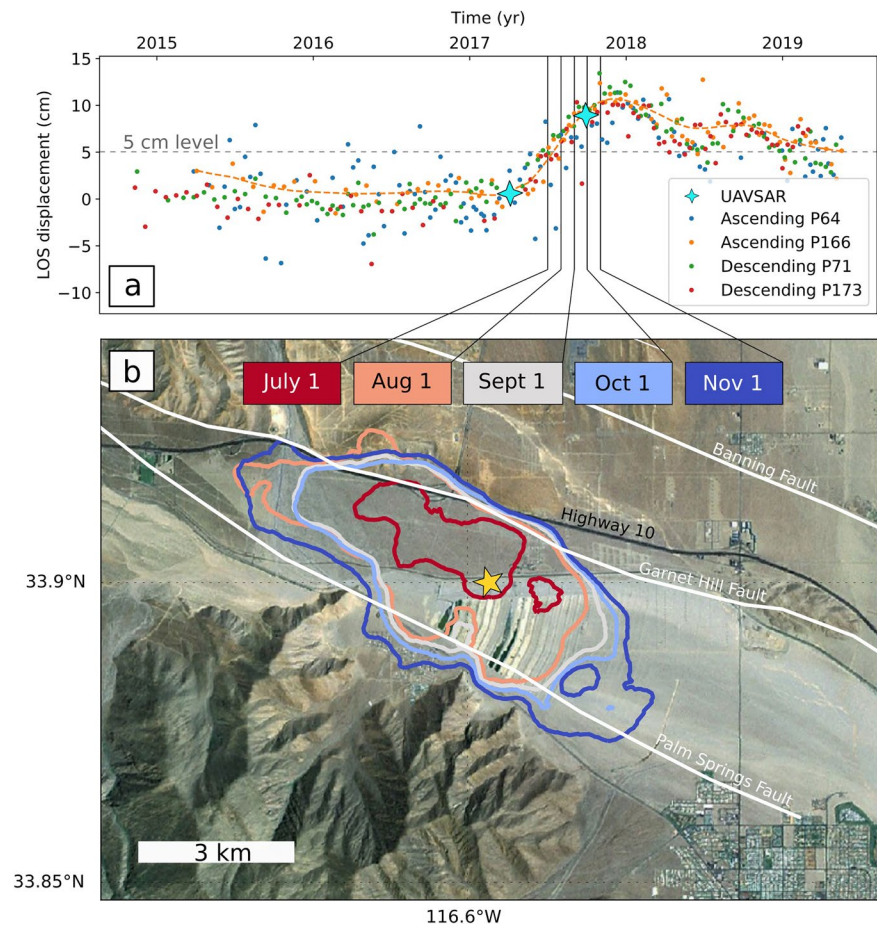 Time (yr)
2015 2016 2017 2018 2019
15
10
5
0
−5
−10
LOS displacement (cm)
5 cm level
UAVSAR
Ascending P64
Ascending P166
Descending P71
Descending P173
a
b
July 1 Aug 1 Sept 1 Oct 1 Nov 1
Banning Fault
Highway 10
Garnet Hill Fault
Palm Springs Fault
33.9°N
33.85°N
3 km
116.6°W